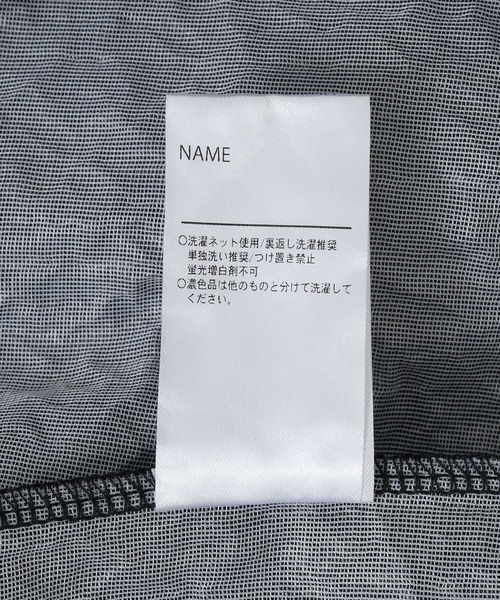 NAME
○洗濯ネット使用/裏返し洗濯推奨
単独洗い推奨/つけ置き禁止
蛍光増白剤不可
○濃色品は他のものと分けて洗濯して
ください。